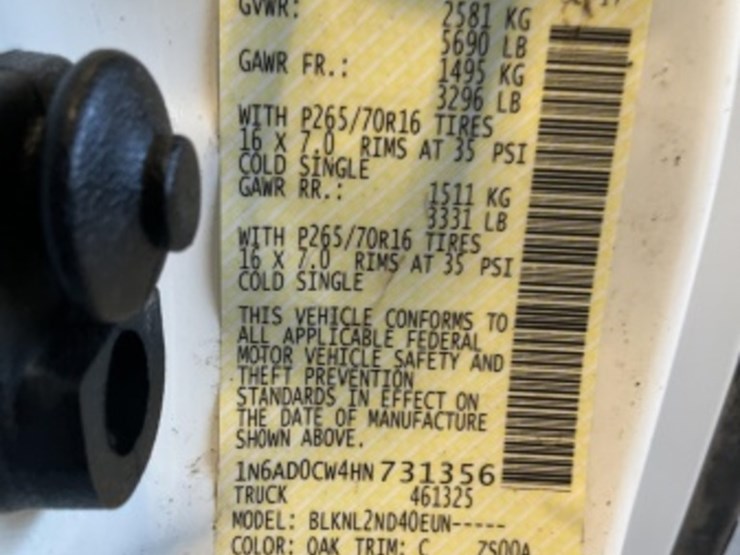 GVWR: 2581 KG
5690 LB
GAWR FR.: 1495 KG
3296 LB
WITH P265/70R16 TIRES
16 X 7.0 RIMS AT 35 PSI
COLD SINGLE
GAWR RR.: 1511 KG
3331 LB
WITH P265/70R16 TIRES
16 X 7.0 RIMS AT 35 PSI
COLD SINGLE
THIS VEHICLE CONFORMS TO
ALL APPLICABLE FEDERAL
MOTOR VEHICLE SAFETY AND
THEFT PREVENTION
STANDARDS IN EFFECT ON
THE DATE OF MANUFACTURE
SHOWN ABOVE.
1N6AD0CW4HN731356
TRUCK 461325
MODEL: BLKNL2ND40EUN-----
COLOR: QAK TRIM: C ZS00A